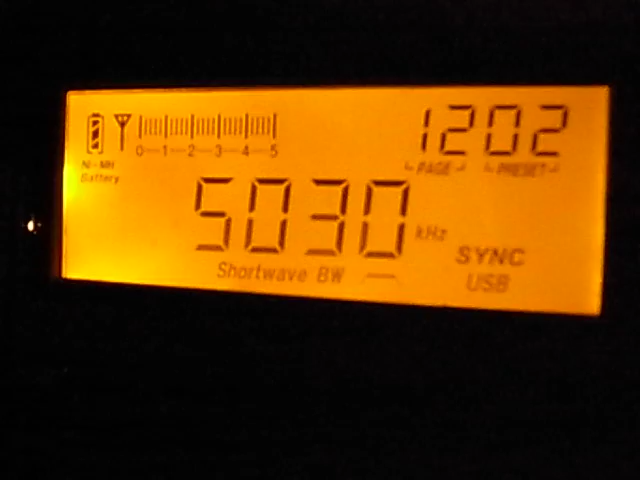 1202
0 1 2 3 4 5
PAGE PRESET
Ni-MH
Battery
5030 kHz
SYNC
Shortwave BW
USB